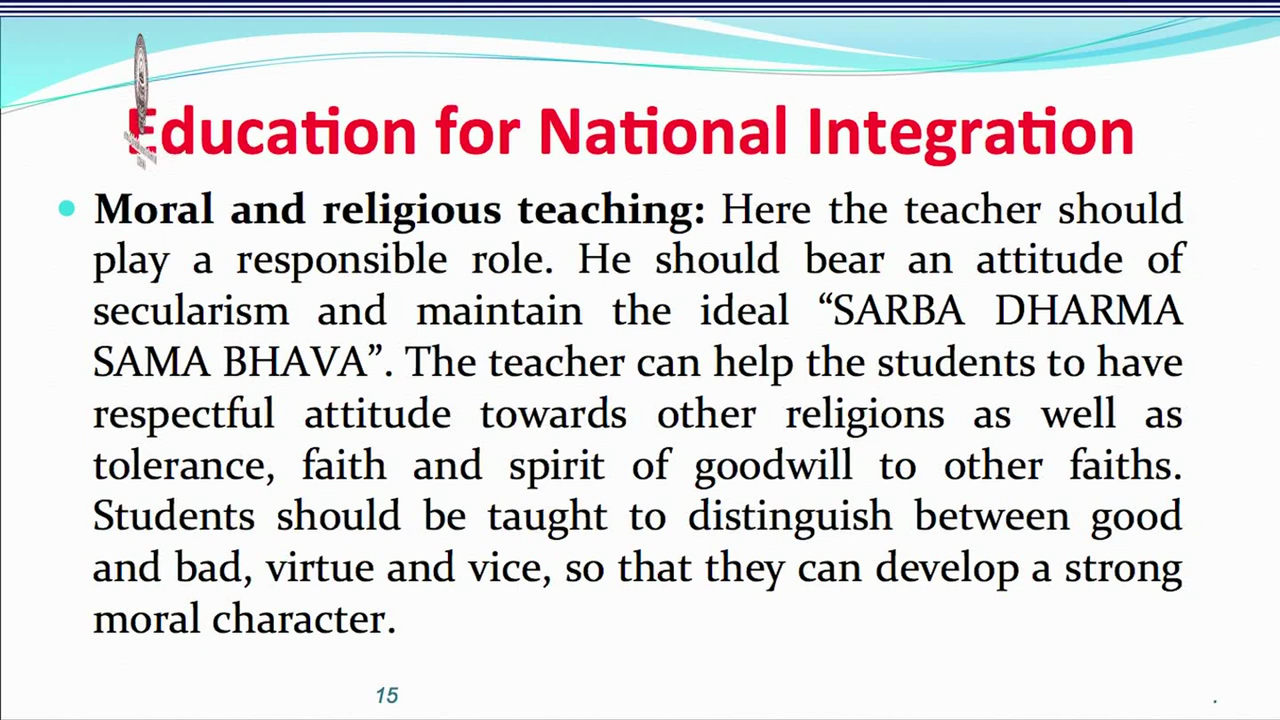 Education for National Integration
• Moral and religious teaching: Here the teacher should
play a responsible role. He should bear an attitude of
secularism and maintain the ideal “SARBA DHARMA
SAMA BHAVA”. The teacher can help the students to have
respectful attitude towards other religions as well as
tolerance, faith and spirit of goodwill to other faiths.
Students should be taught to distinguish between good
and bad, virtue and vice, so that they can develop a strong
moral character.
15
.